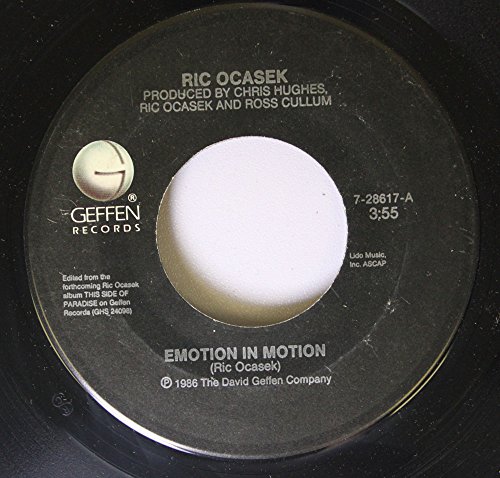 RIC OCASEK
PRODUCED BY CHRIS HUGHES,
RIC OCASEK AND ROSS CULLUM
G
®
GEFFEN
RECORDS
7-28617-A
3:55
Lido Music,
Inc. ASCAP
Edited from the
forthcoming Ric Ocasek
album THIS SIDE OF
PARADISE on Geffen
Records (GHS 24098)
EMOTION IN MOTION
(Ric Ocasek)
℗ 1986 The David Geffen Company